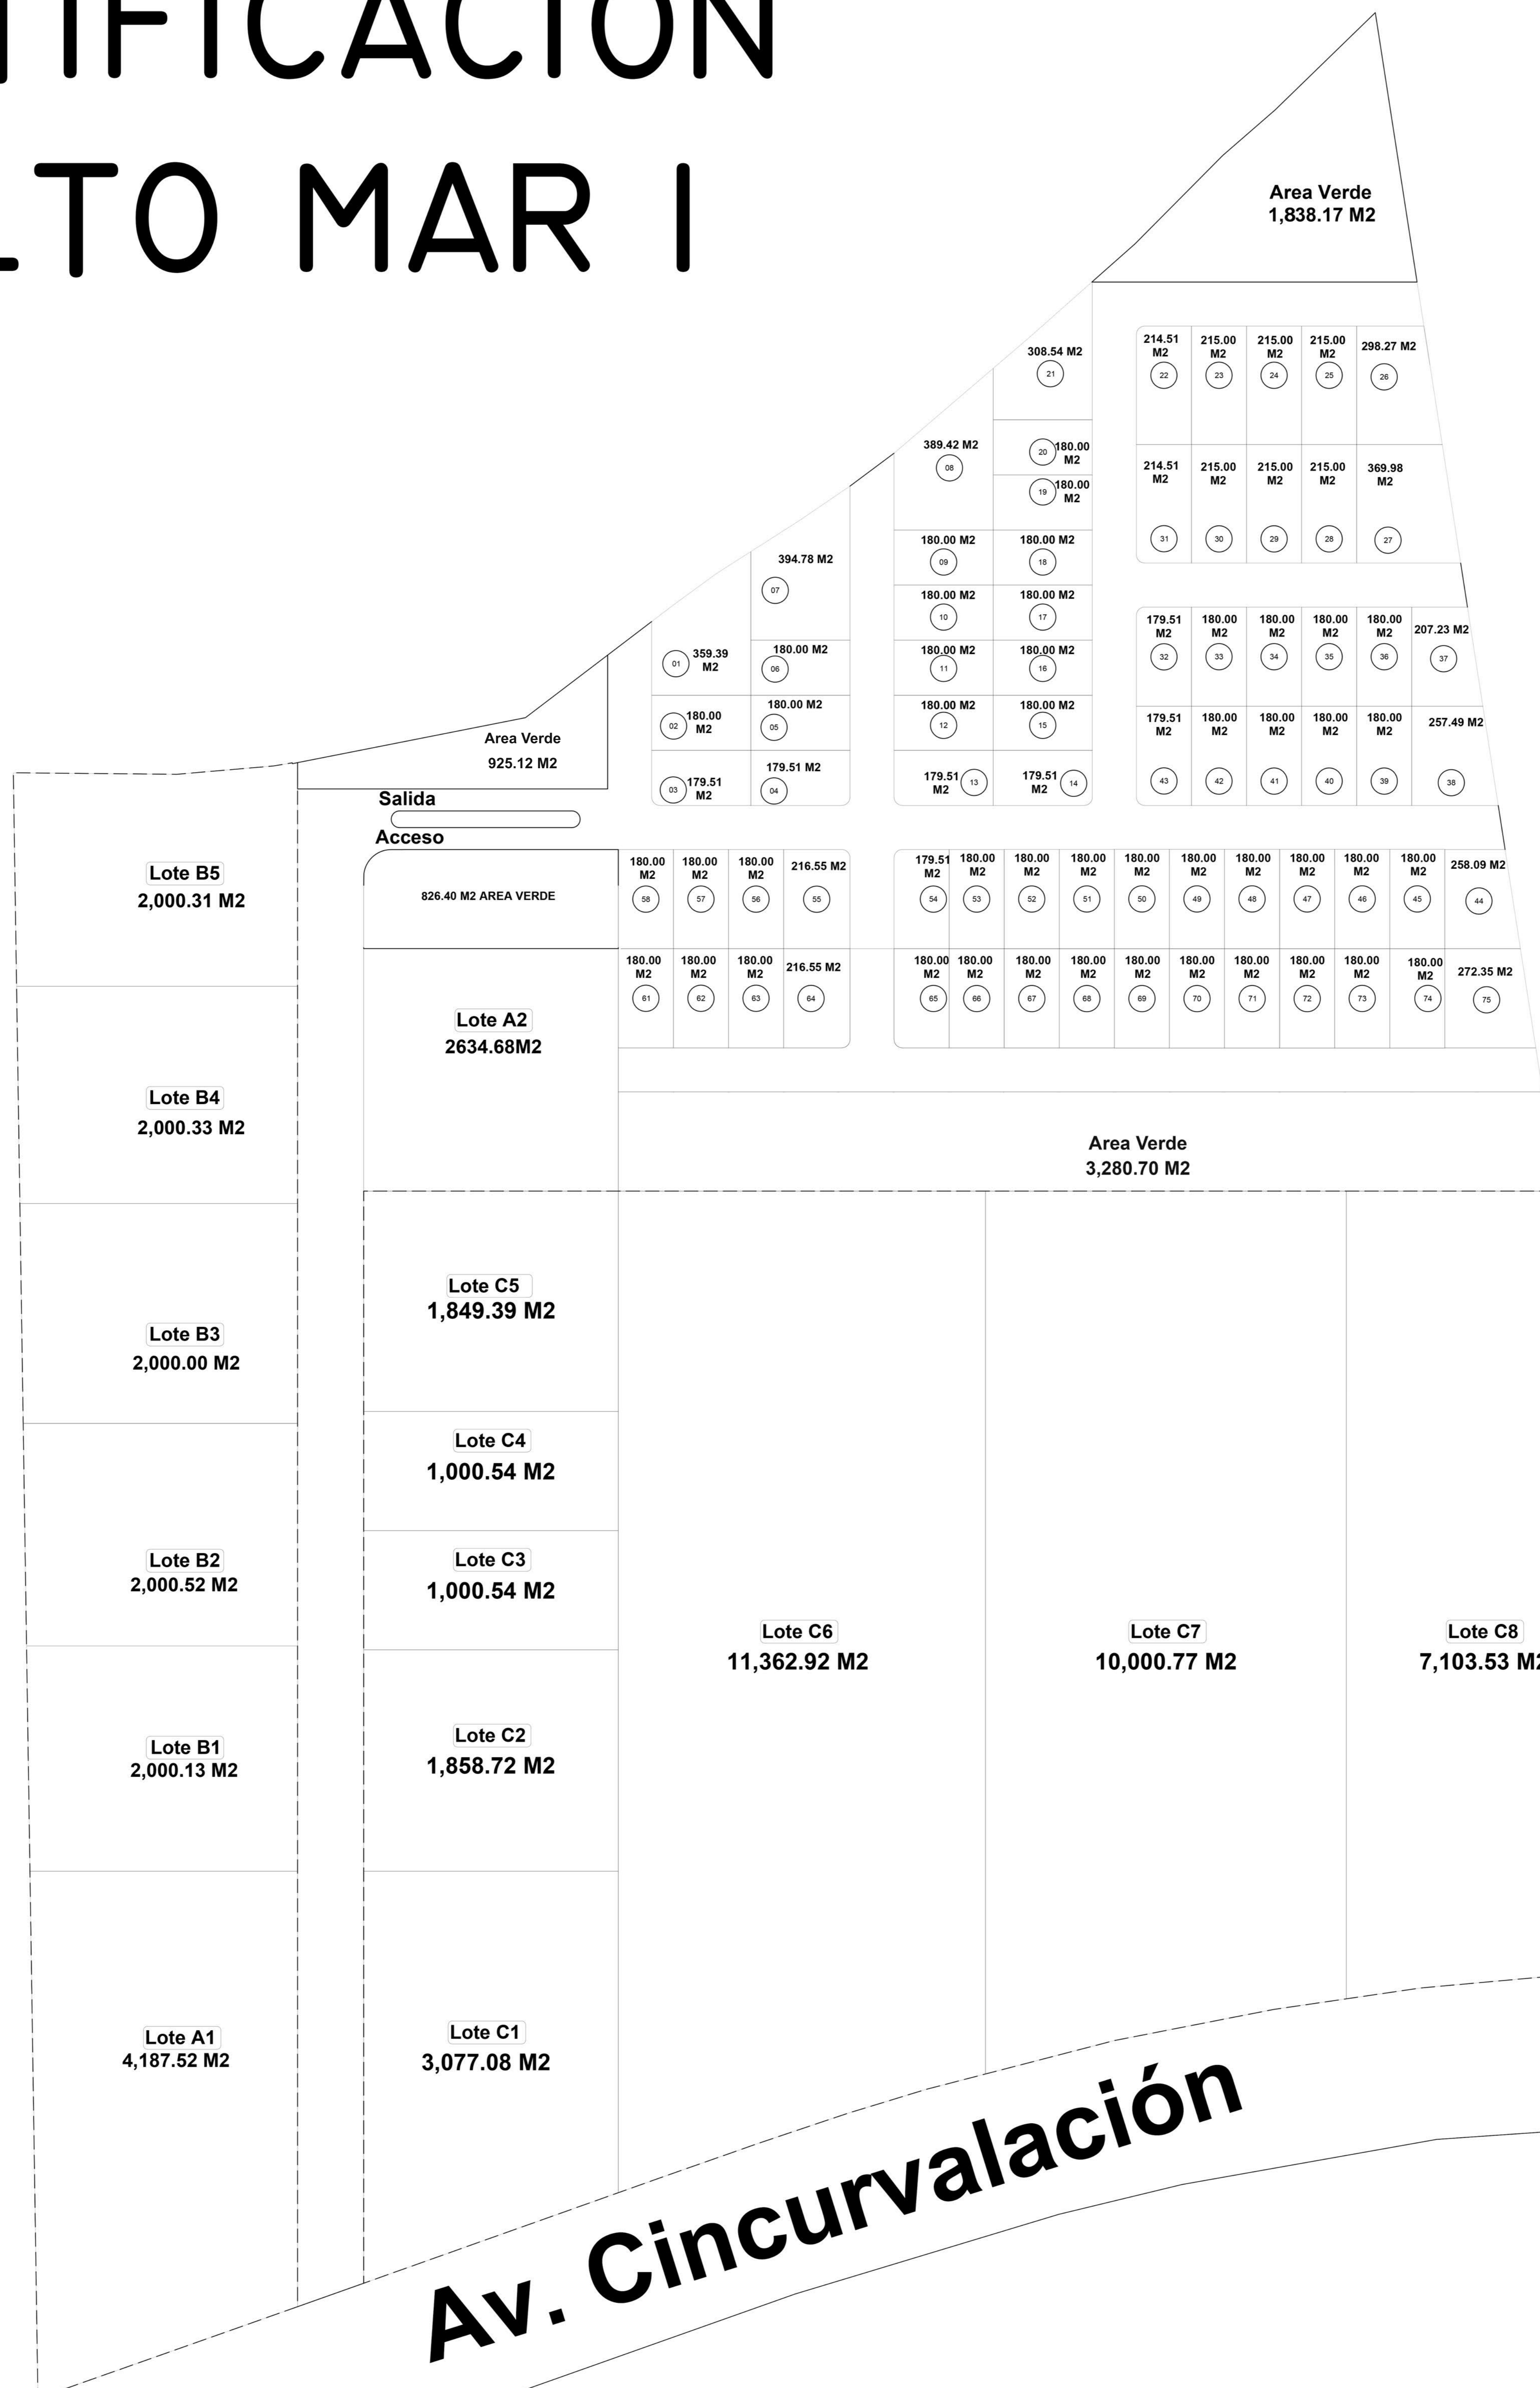 TIFICACION
LTO MAR I
Area Verde
1,838.17 M2
308.54 M2
21
214.51
M2
22
215.00
M2
23
215.00
M2
24
215.00
M2
25
298.27 M2
26
389.42 M2
08
20
180.00
M2
19
180.00
M2
214.51
M2
31
215.00
M2
30
215.00
M2
29
215.00
M2
28
369.98
M2
27
394.78 M2
07
180.00 M2
09
180.00 M2
18
180.00 M2
10
180.00 M2
17
01
359.39
M2
180.00 M2
06
180.00 M2
11
180.00 M2
16
179.51
M2
32
180.00
M2
33
180.00
M2
34
180.00
M2
35
180.00
M2
36
207.23 M2
37
02
180.00
M2
180.00 M2
05
180.00 M2
12
180.00 M2
15
03
179.51
M2
179.51 M2
04
179.51
M2
13
179.51
M2
14
179.51
M2
43
180.00
M2
42
180.00
M2
41
180.00
M2
40
180.00
M2
39
257.49 M2
38
Area Verde
925.12 M2
Salida
Acceso
826.40 M2 AREA VERDE
180.00
M2
58
180.00
M2
57
180.00
M2
56
216.55 M2
55
179.51
M2
54
180.00
M2
53
180.00
M2
52
180.00
M2
51
180.00
M2
50
180.00
M2
49
180.00
M2
48
180.00
M2
47
180.00
M2
46
180.00
M2
45
258.09 M2
44
180.00
M2
61
180.00
M2
62
180.00
M2
63
216.55 M2
64
180.00
M2
65
180.00
M2
66
180.00
M2
67
180.00
M2
68
180.00
M2
69
180.00
M2
70
180.00
M2
71
180.00
M2
72
180.00
M2
73
180.00
M2
74
272.35 M2
75
Lote B5
2,000.31 M2
Lote A2
2634.68M2
Lote B4
2,000.33 M2
Area Verde
3,280.70 M2
Lote B3
2,000.00 M2
Lote C5
1,849.39 M2
Lote C4
1,000.54 M2
Lote B2
2,000.52 M2
Lote C3
1,000.54 M2
Lote C6
11,362.92 M2
Lote C7
10,000.77 M2
Lote C8
7,103.53 M2
Lote B1
2,000.13 M2
Lote C2
1,858.72 M2
Lote A1
4,187.52 M2
Lote C1
3,077.08 M2
Av. Cincurvalación